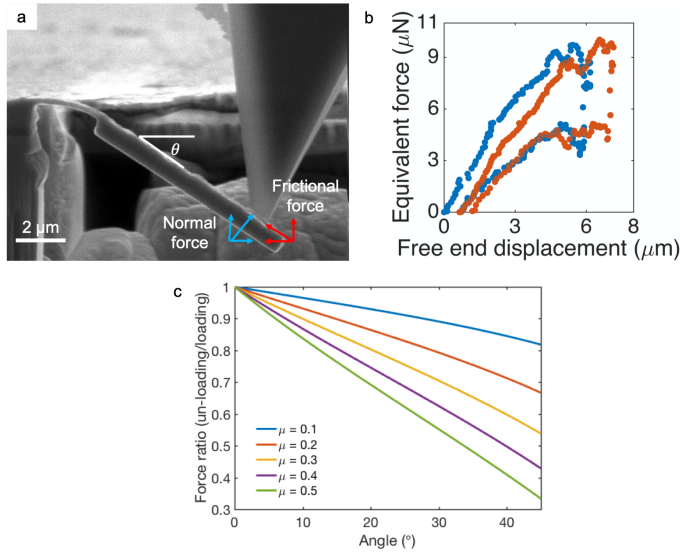 a
θ
Frictional
force
Normal
force
2 μm
b
Equivalent force (μN)
11
9
6
3
0
0
3
6
8
Free end displacement (μm)
c
Force ratio (un-loading/loading)
1
0.9
0.8
0.7
0.6
0.5
0.4
0.3
μ = 0.1
μ = 0.2
μ = 0.3
μ = 0.4
μ = 0.5
0
10
20
30
40
Angle (°)